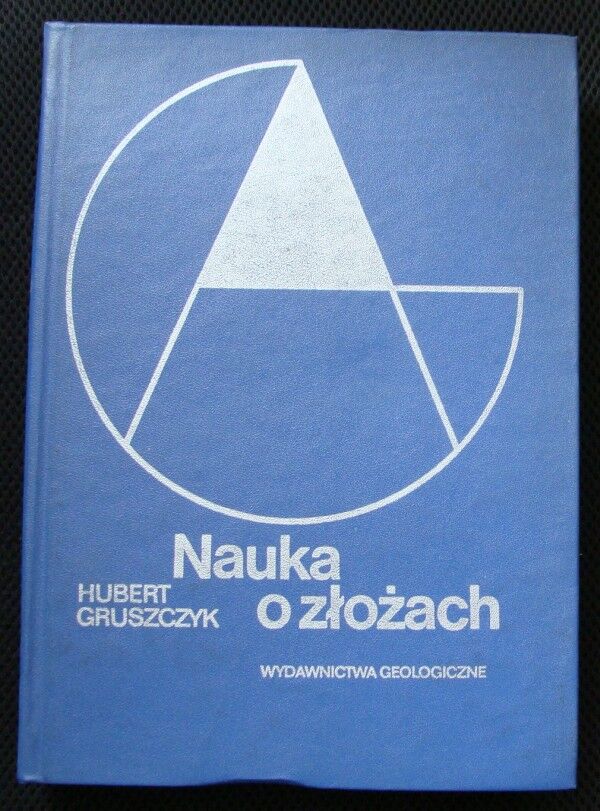 Nauka
o złożach
HUBERT
GRUSZCZYK
WYDAWNICTWA GEOLOGICZNE